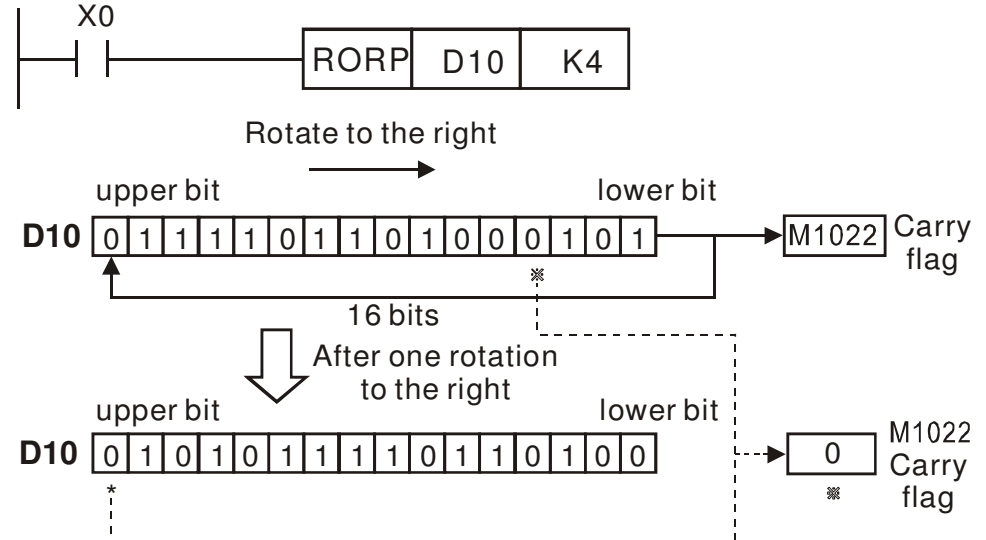 X0
RORP D10 K4
Rotate to the right
upper bit lower bit
D10 0 1 1 1 1 0 1 1 0 1 0 0 0 1 0 1 M1022 Carry flag
※
16 bits
After one rotation
to the right
upper bit lower bit
D10 0 1 0 1 0 1 1 1 1 0 1 1 0 1 0 0 0 M1022 Carry flag
* ※